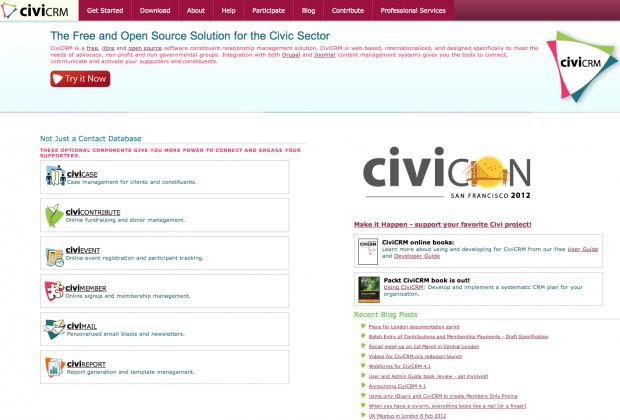 civiCRM
Get Started Download About Help Participate Blog Contribute Professional Services
The Free and Open Source Solution for the Civic Sector
CiviCRM is a free, libre and open source software constituent relationship management solution. CiviCRM is web-based, internationalized, and designed specifically to meet the
needs of advocacy, non-profit and non-governmental groups. Integration with both Drupal and Joomla! content management systems gives you the tools to connect,
communicate and activate your supporters and constituents.
Try it Now
civiCRM
Not Just a Contact Database
THESE OPTIONAL COMPONENTS GIVE YOU MORE POWER TO CONNECT AND ENGAGE YOUR
SUPPORTERS.
civiCASE
Case management for clients and constituents.
civiCONTRIBUTE
Online fundraising and donor management.
civiEVENT
Online event registration and participant tracking.
civiMEMBER
Online signup and membership management.
civiMAIL
Personalized email blasts and newsletters.
civiREPORT
Report generation and template management.
civiCON
SAN FRANCISCO 2012
Make it Happen - support your favorite Civi project!
CiviCRM online books:
Learn more about using and developing for CiviCRM from our free User Guide
and Developer Guide
Packt CiviCRM book is out!
Using CiviCRM: Develop and implement a systematic CRM plan for your
organization.
Recent Blog Posts
Plans for London documentation sprint
Batch Entry of Contributions and Membership Payments - Draft Specification
Social meet-up on 1st March in Central London
Videos for CiviCRM.org redesign-launch
Webforms for CiviCRM 4.1
User and Admin Guide book review - get involved!
Announcing CiviCRM 4.1
Using only jQuery and CiviCRM to create Members Only Pricing
When you have a civicrm, everything looks like a nail (or a finger)
UK Meetup in London 8 Feb 2012